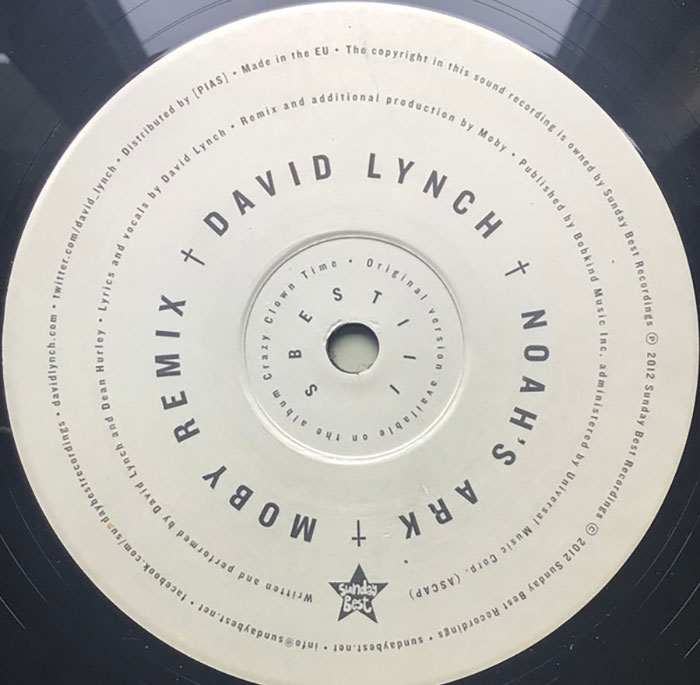 DAVID LYNCH † NOAH'S ARK † MOBY REMIX †
Written and performed by David Lynch and Dean Hurley • Lyrics and vocals by David Lynch • Remix and additional production by Moby • Published by Bobkind Music Inc. administered by Universal Music Corp. (ASCAP)
info@sundaybest.net • facebook.com/sundaybestrecordings • davidlynch.com • twitter.com/david_lynch • Distributed by [PIAS] • Made in the EU • The copyright in this sound recording is owned by Sunday Best Recordings ℗ 2012 Sunday Best Recordings © 2012 Sunday Best Recordings • sundaybest.net •
Original version available on the album Crazy Clown Time •
SBESTIII
Sunday
Best